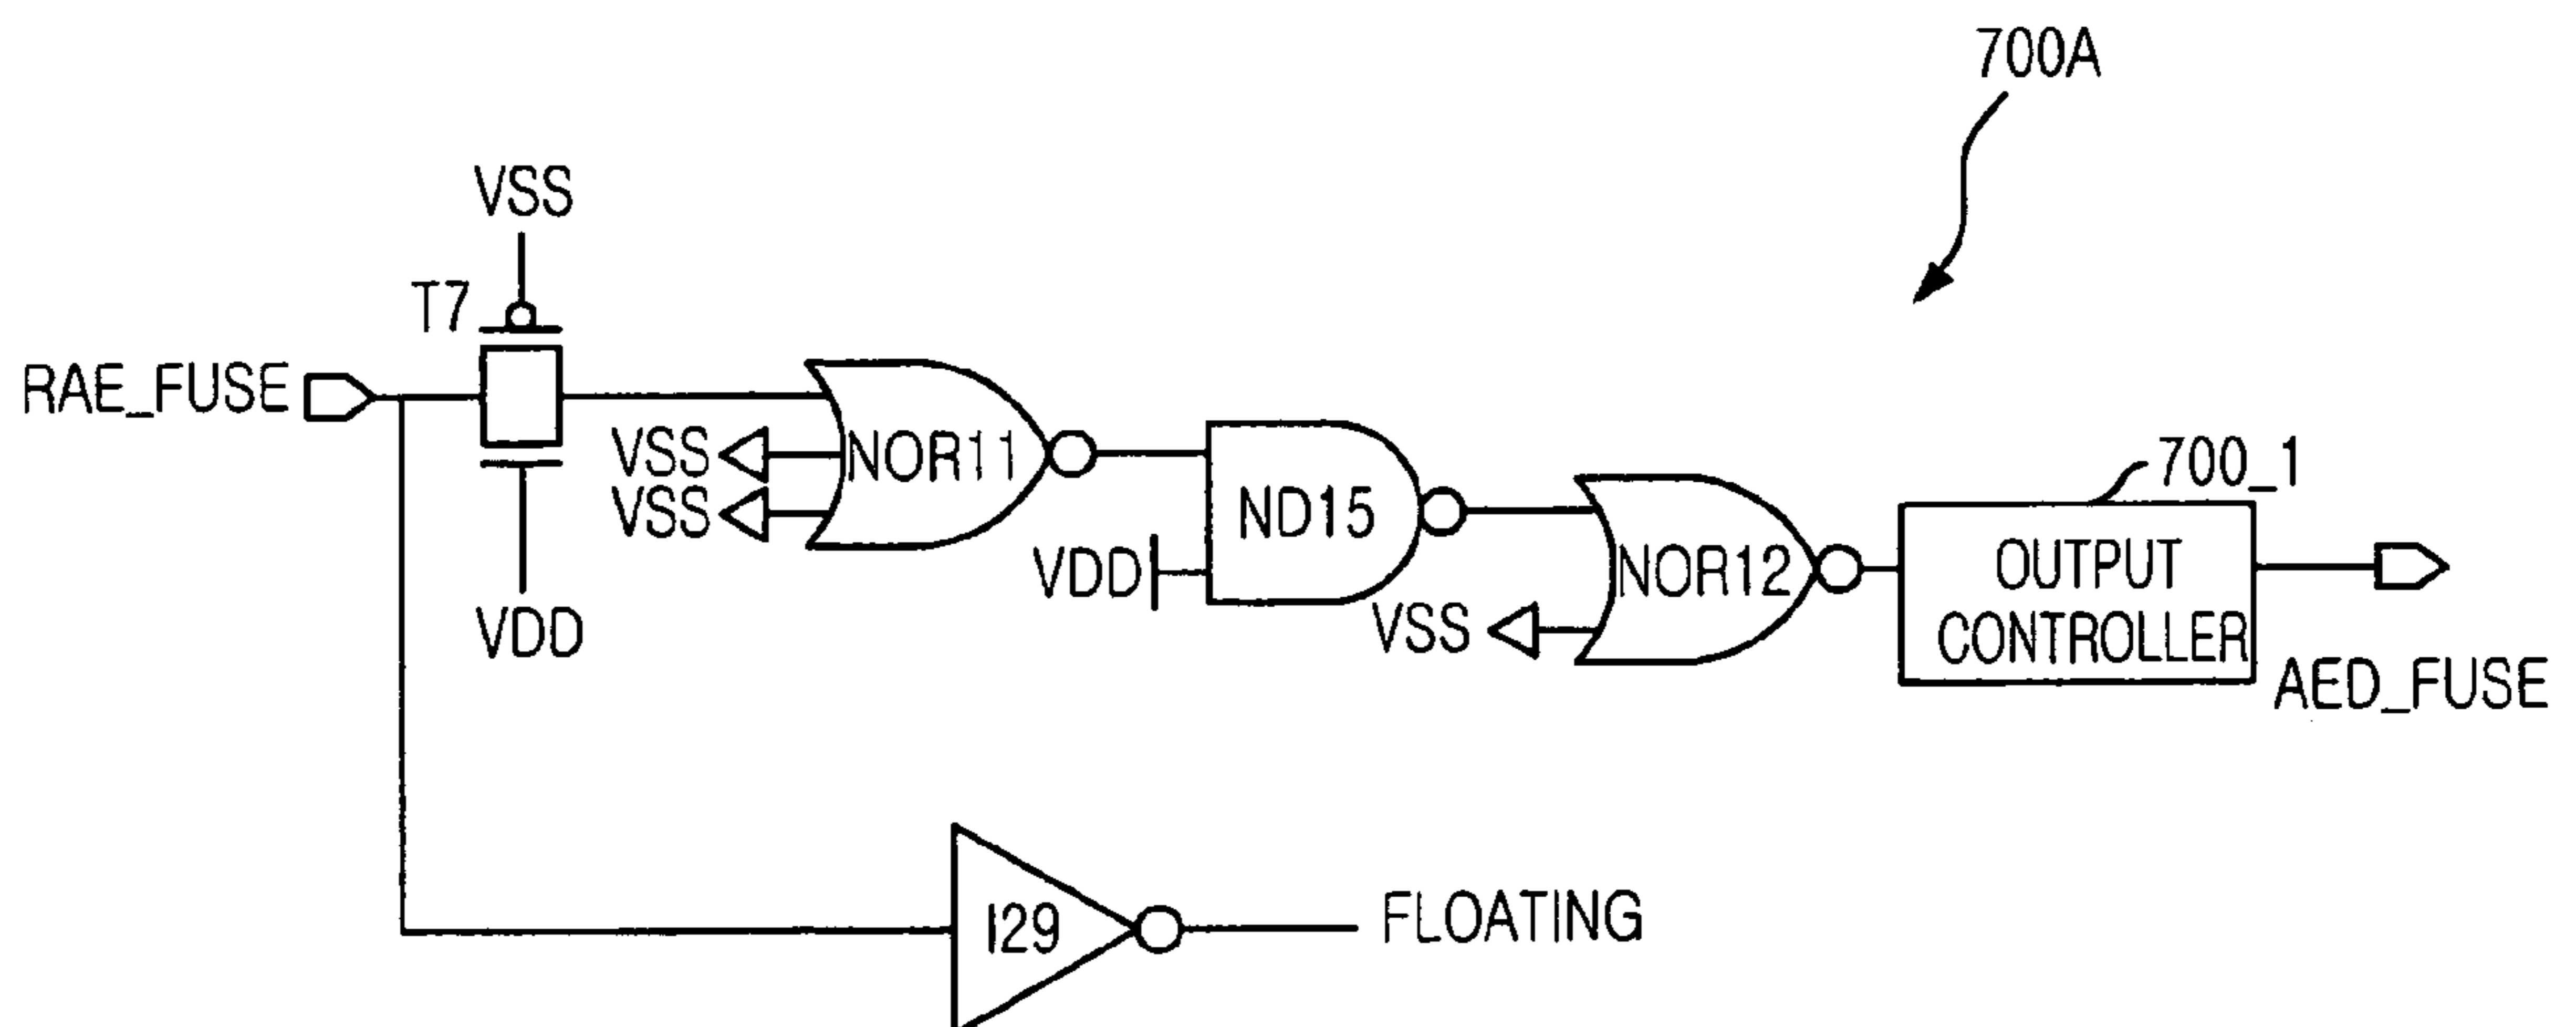 700A
VSS
T7
RAE_FUSE
VSS
NOR11
VSS
VDD
ND15
VDD
VSS
NOR12
700_1
OUTPUT
CONTROLLER
AED_FUSE
I29
FLOATING